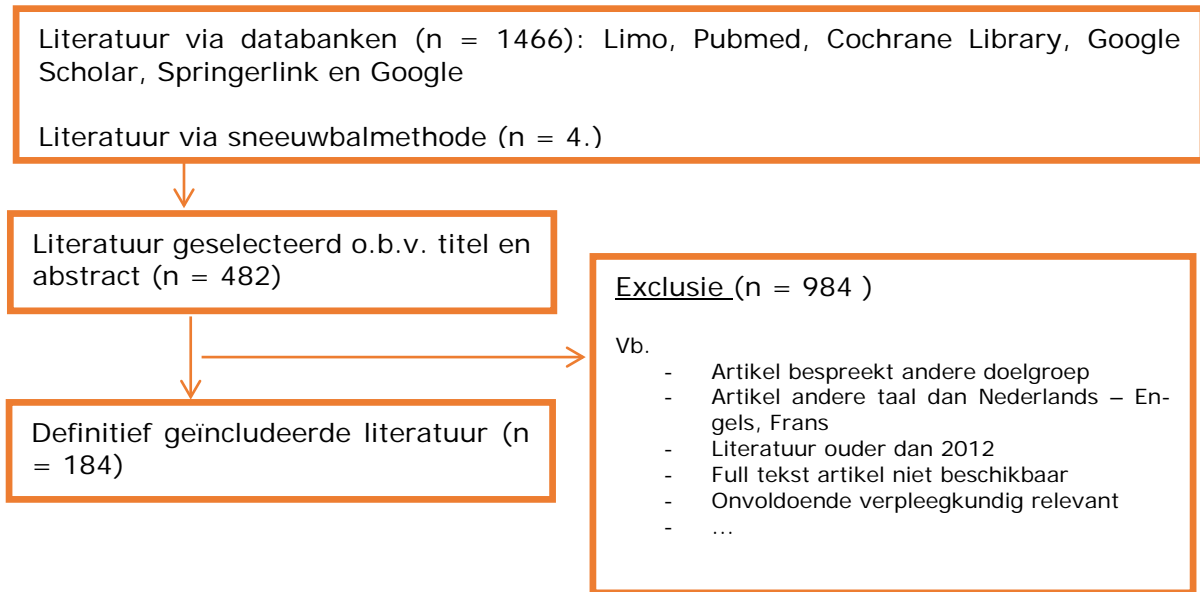 Literatuur via databanken (n = 1466): Limo, Pubmed, Cochrane Library, Google
Scholar, Springerlink en Google
Literatuur via sneeuwbalmethode (n = 4.)
Literatuur geselecteerd o.b.v. titel en
abstract (n = 482)
Exclusie (n = 984 )
Vb.
- Artikel bespreekt andere doelgroep
- Artikel andere taal dan Nederlands – En-
gels, Frans
- Literatuur ouder dan 2012
- Full tekst artikel niet beschikbaar
- Onvoldoende verpleegkundig relevant
- ...
Definitief geïncludeerde literatuur (n
= 184)